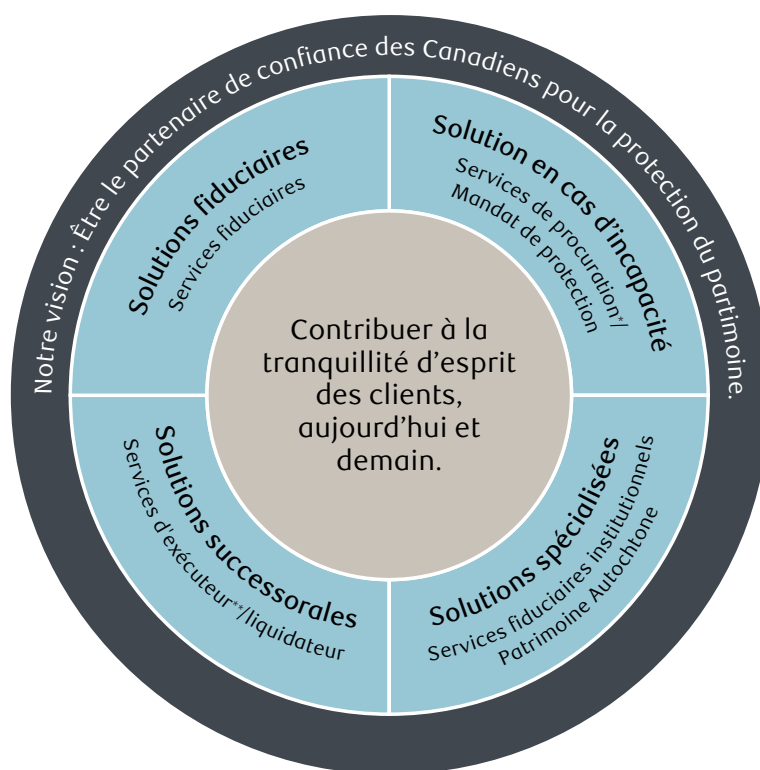 Notre vision : Être le partenaire de confiance des Canadiens pour la protection du partimoine.
Solutions fiduciaires
Services fiduciaires
Solution en cas d'incapacité
Services de procuration*/
Mandat de protection
Contribuer à la
tranquillité d'esprit
des clients,
aujourd'hui et
demain.
Solutions successorales
Services d'exécuteur**/liquidateur
Solutions spécialisées
Services fiduciaires institutionnels
Patrimoine Autochtone